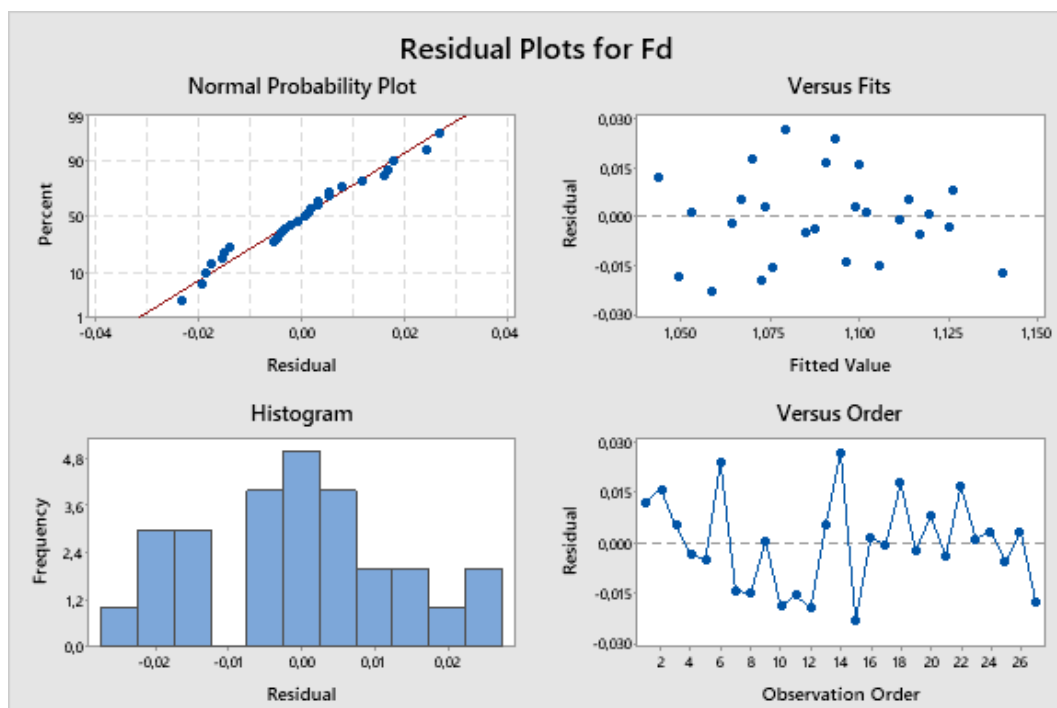 Residual Plots for Fd
Normal Probability Plot
99
90
50
10
1
Percent
-0,04 -0,02 0,00 0,02 0,04
Residual
Versus Fits
0,030
0,015
0,000
-0,015
-0,030
Residual
1,050 1,075 1,100 1,125 1,150
Fitted Value
Histogram
4,8
3,6
2,4
1,2
0,0
Frequency
-0,02 -0,01 0,00 0,01 0,02
Residual
Versus Order
0,030
0,015
0,000
-0,015
-0,030
Residual
2 4 6 8 10 12 14 16 18 20 22 24 26
Observation Order